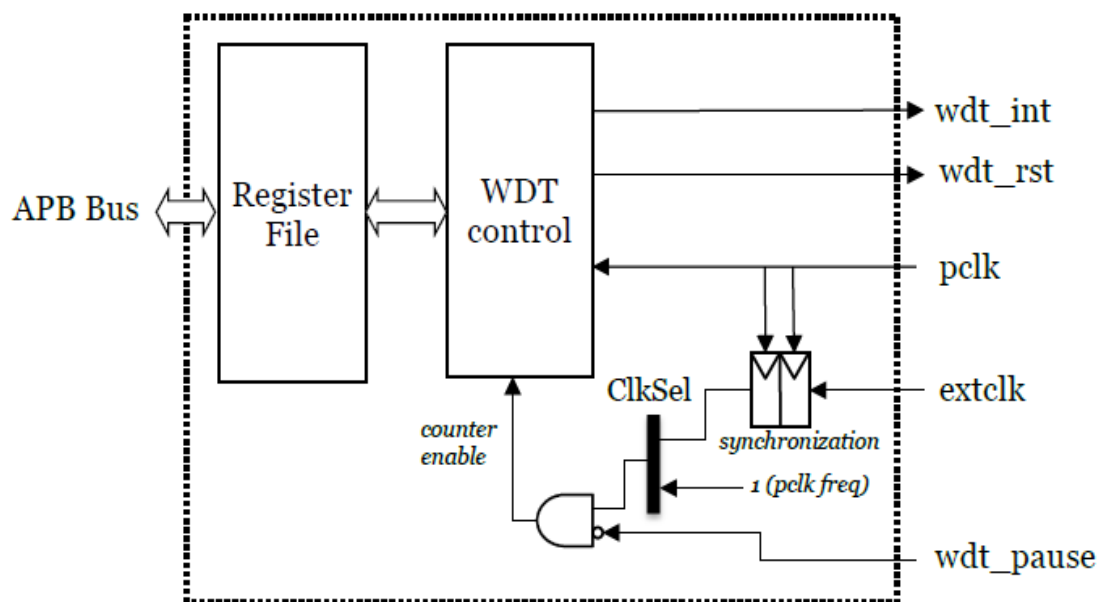 wdt_int
wdt_rst
APB Bus
Register
File
WDT
control
pclk
ClkSel
extclk
counter
enable
synchronization
1 (pclk freq)
wdt_pause